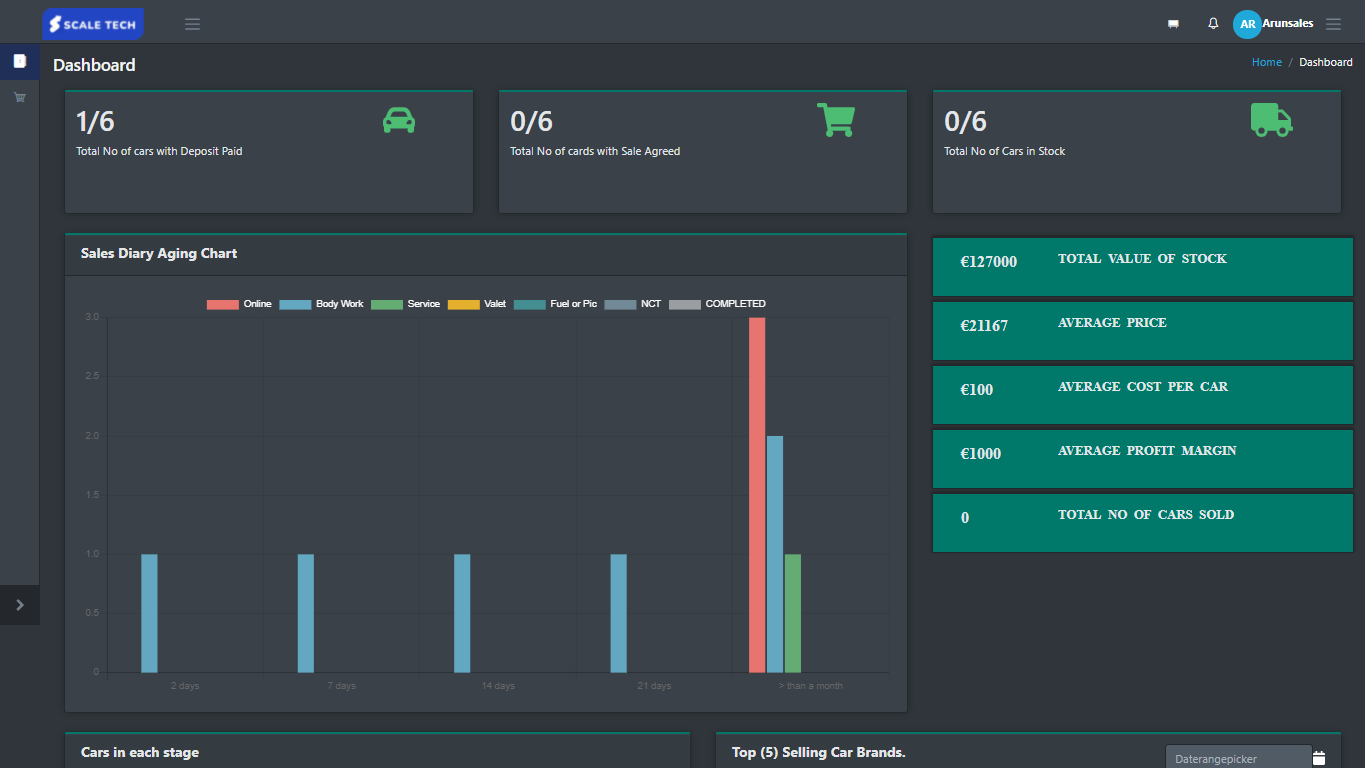 SCALE TECH
AR Arunsales
Dashboard
Home / Dashboard
1/6
Total No of cars with Deposit Paid
0/6
Total No of cards with Sale Agreed
0/6
Total No of Cars in Stock
Sales Diary Aging Chart
Online Body Work Service Valet Fuel or Pic NCT COMPLETED
3.0
2.5
2.0
1.5
1.0
0.5
0
2 days 7 days 14 days 21 days > than a month
€127000 TOTAL VALUE OF STOCK
€21167 AVERAGE PRICE
€100 AVERAGE COST PER CAR
€1000 AVERAGE PROFIT MARGIN
0 TOTAL NO OF CARS SOLD
Cars in each stage
Top (5) Selling Car Brands.
Daterangepicker